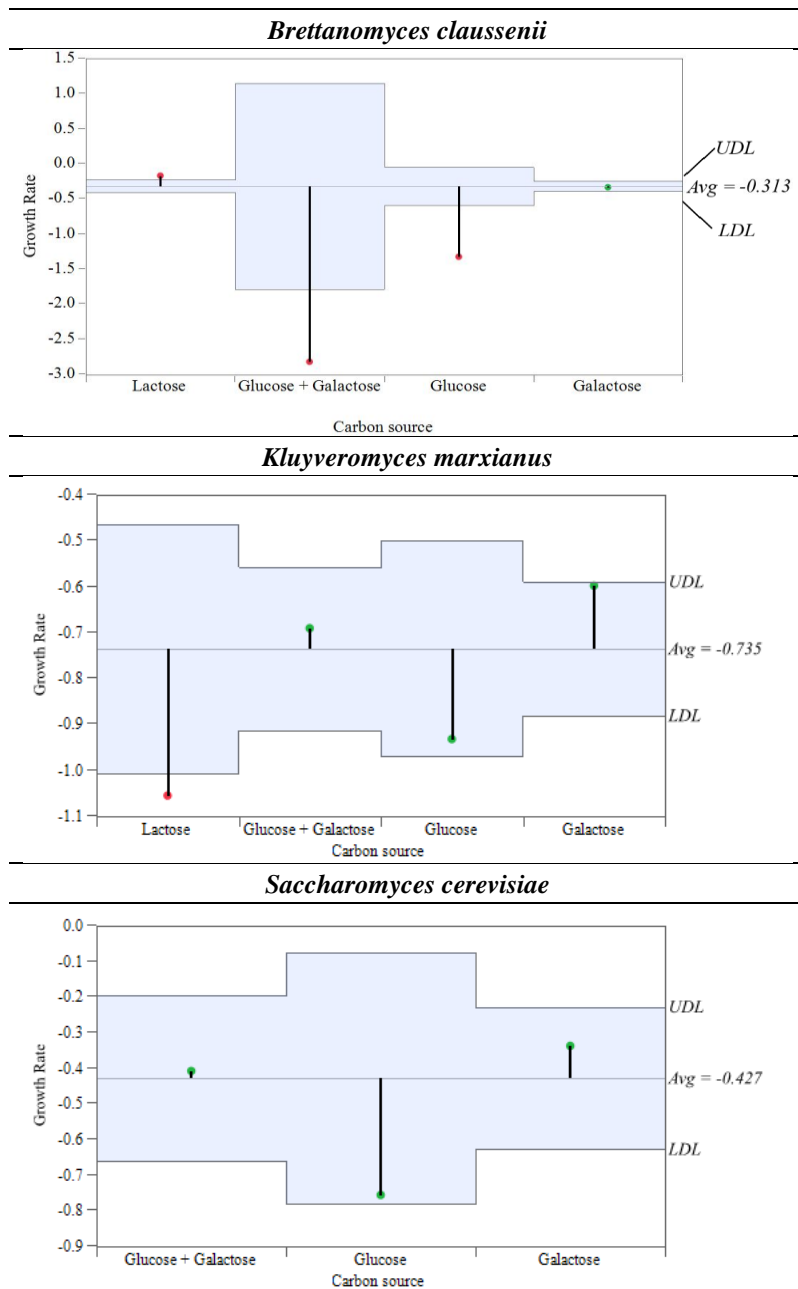 Brettanomyces claussenii
1.5
1.0
0.5
0.0
-0.5
-1.0
-1.5
-2.0
-2.5
-3.0
Growth Rate
UDL
Avg = -0.313
LDL
Lactose Glucose + Galactose Glucose Galactose
Carbon source
Kluyveromyces marxianus
-0.4
-0.5
-0.6
-0.7
-0.8
-0.9
-1.0
-1.1
Growth Rate
UDL
Avg = -0.735
LDL
Lactose Glucose + Galactose Glucose Galactose
Carbon source
Saccharomyces cerevisiae
0.0
-0.1
-0.2
-0.3
-0.4
-0.5
-0.6
-0.7
-0.8
-0.9
Growth Rate
UDL
Avg = -0.427
LDL
Glucose + Galactose Glucose Galactose
Carbon source